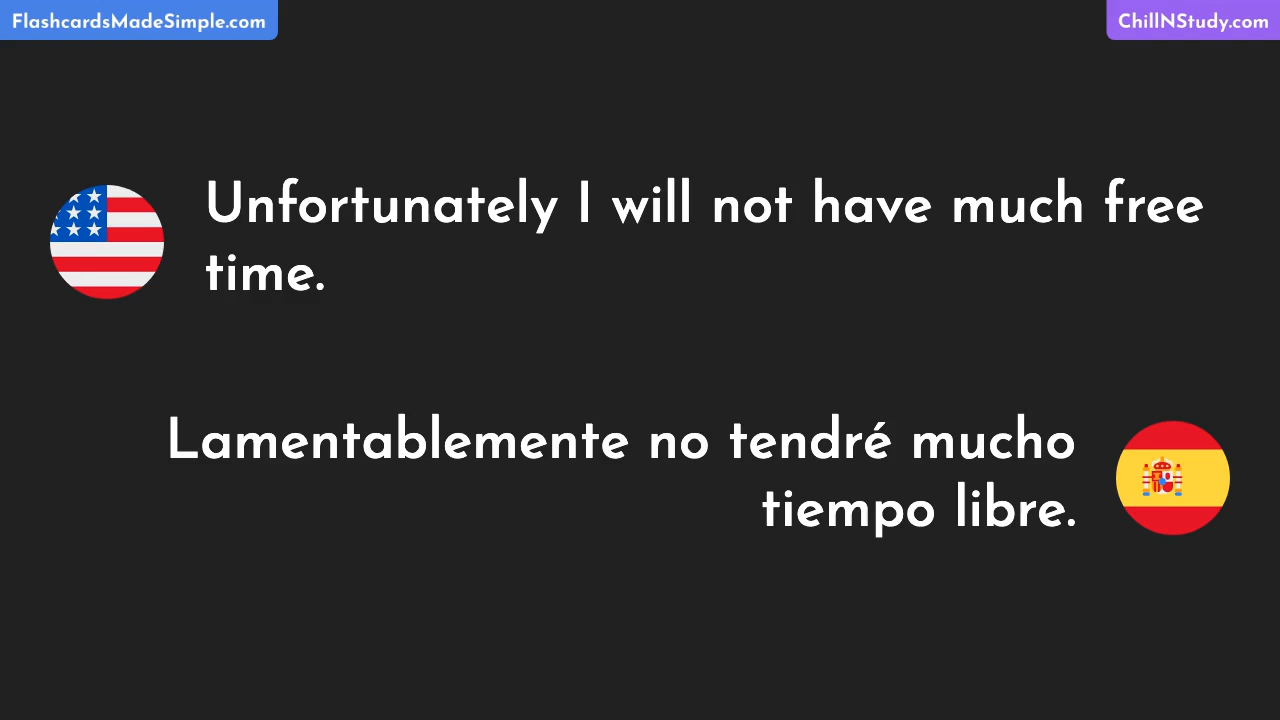 FlashcardsMadeSimple.com
ChillNStudy.com
Unfortunately I will not have much free
time.
Lamentablemente no tendré mucho
tiempo libre.